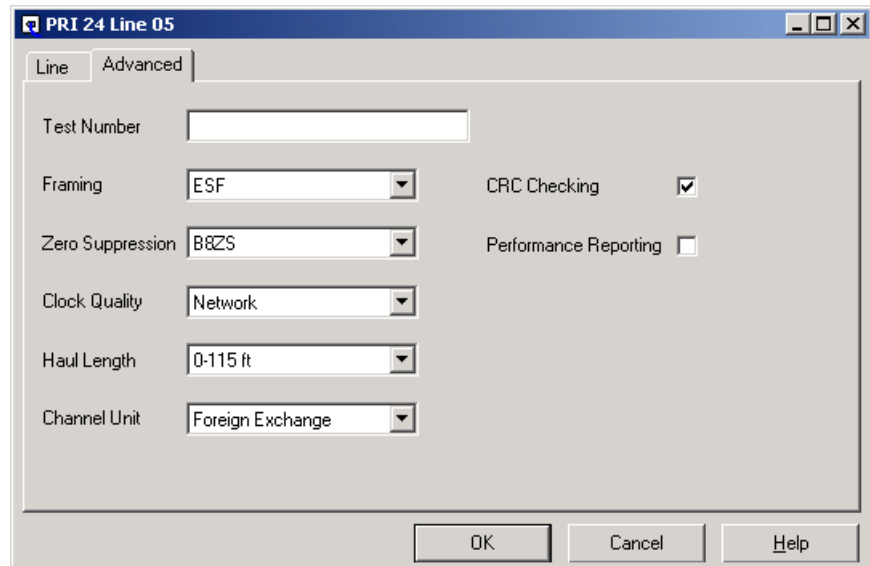 PRI 24 Line 05
Line
Advanced
Test Number
Framing
ESF
CRC Checking
Zero Suppression
B8ZS
Performance Reporting
Clock Quality
Network
Haul Length
0-115 ft
Channel Unit
Foreign Exchange
OK
Cancel
Help